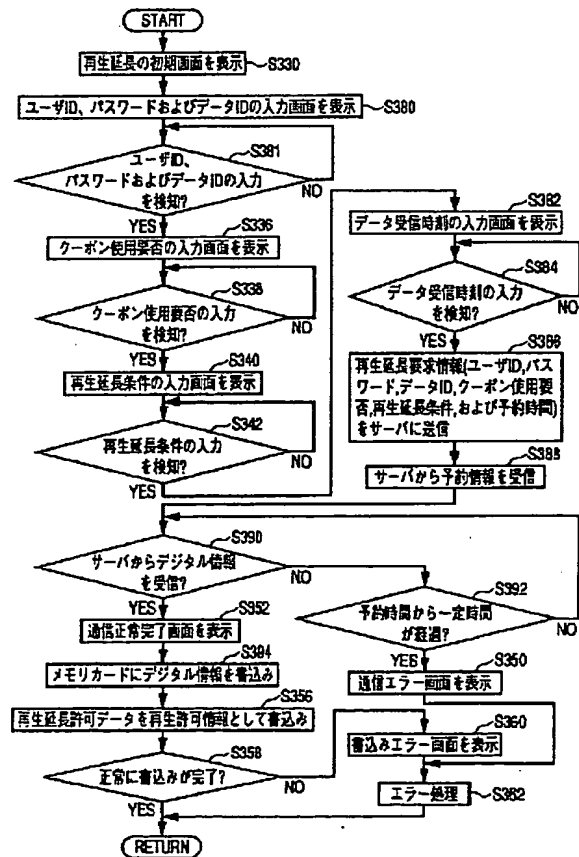 START
再生延長の初期画面を表示
S330
ユーザID、パスワードおよびデータIDの入力画面を表示
S380
S381
ユーザID、
パスワードおよびデータIDの入力
を検知?
NO
YES
S336
クーポン使用要否の入力画面を表示
S338
クーポン使用要否の入力
を検知?
NO
YES
S340
再生延長条件の入力画面を表示
S342
再生延長条件の入力
を検知?
NO
YES
S382
データ受信時刻の入力画面を表示
S384
データ受信時刻の入力
を検知?
NO
YES
S386
再生延長要求情報(ユーザID,パス
ワード,データID,クーポン使用要
否,再生延長条件,および予約時間)
をサーバに送信
S388
サーバから予約情報を受信
S390
サーバからデジタル情報
を受信?
NO
YES
S392
予約時間から一定時間
が経過?
NO
YES
S352
通信正常完了画面を表示
S394
メモリカードにデジタル情報を書込み
S356
再生延長許可データを再生許可情報として書込み
S358
正常に書込みが完了?
NO
YES
S350
通信エラー画面を表示
S360
書込みエラー画面を表示
エラー処理
S362
RETURN